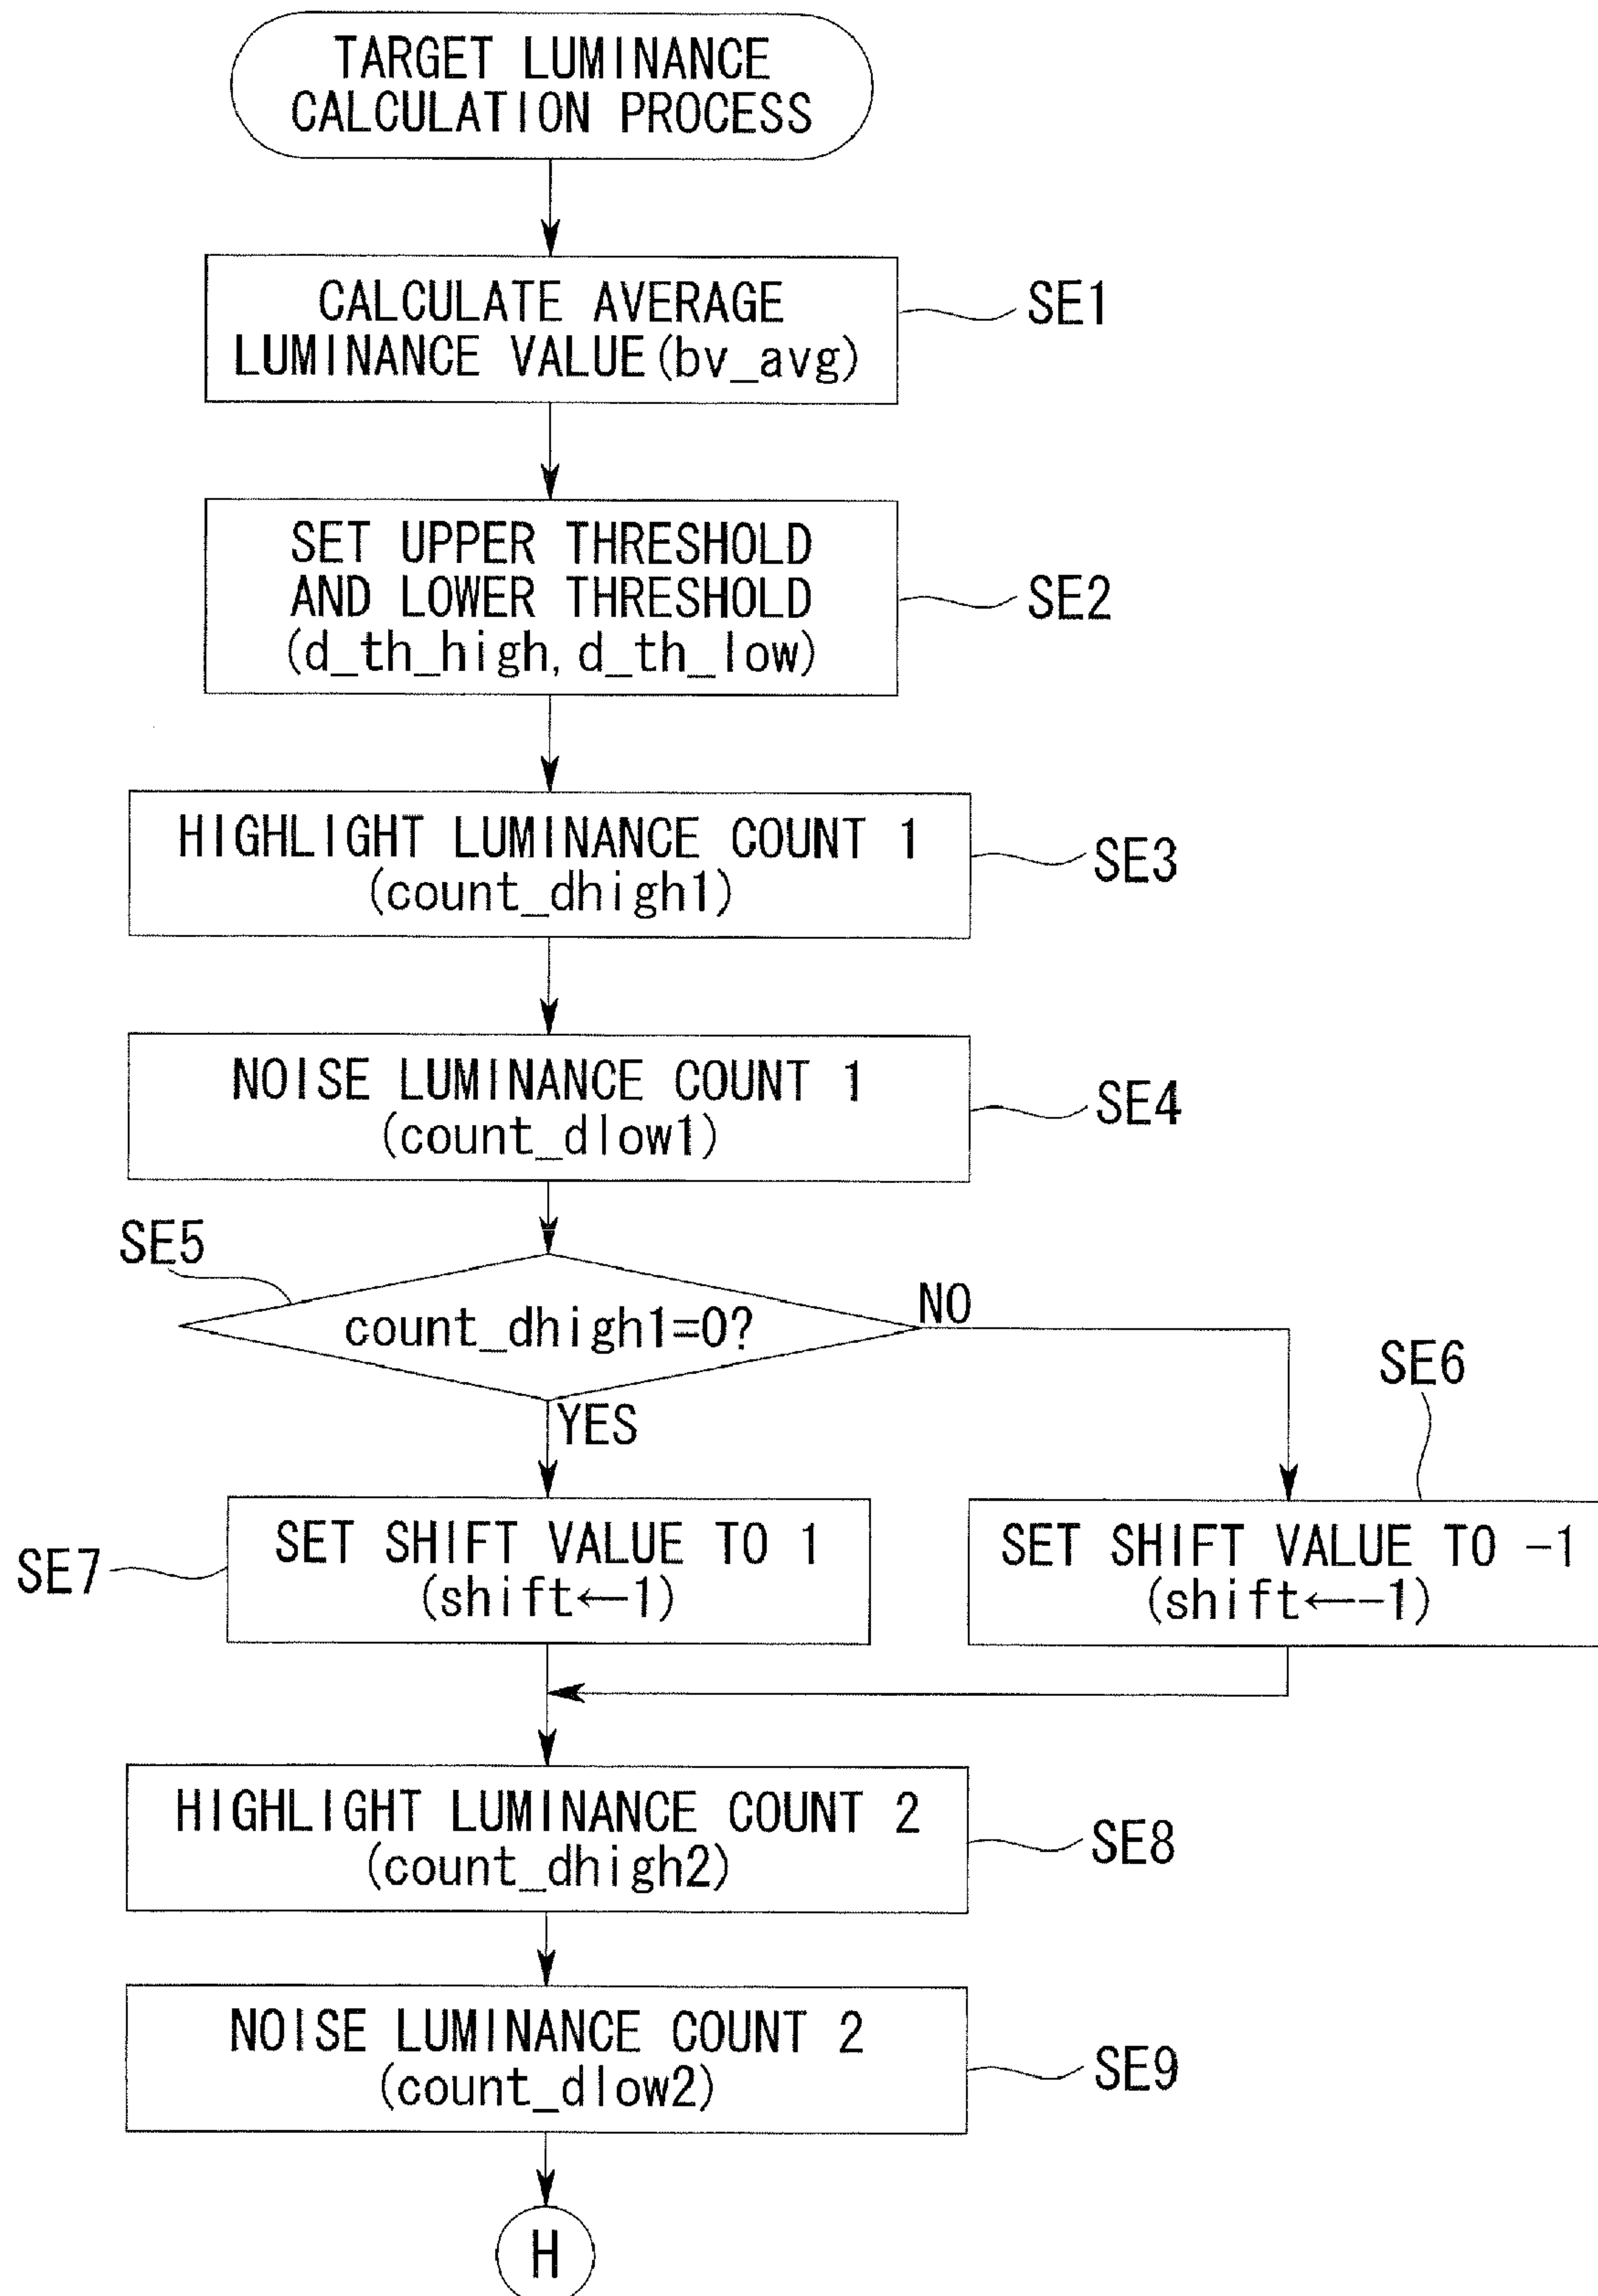 TARGET LUMINANCE
CALCULATION PROCESS
CALCULATE AVERAGE
LUMINANCE VALUE(bv_avg)
SE1
SET UPPER THRESHOLD
AND LOWER THRESHOLD
(d_th_high, d_th_low)
SE2
HIGHLIGHT LUMINANCE COUNT 1
(count_dhigh1)
SE3
NOISE LUMINANCE COUNT 1
(count_dlow1)
SE4
SE5
count_dhigh1=0?
NO
YES
SE6
SET SHIFT VALUE TO 1
(shift←1)
SE7
SET SHIFT VALUE TO -1
(shift←-1)
HIGHLIGHT LUMINANCE COUNT 2
(count_dhigh2)
SE8
NOISE LUMINANCE COUNT 2
(count_dlow2)
SE9
H